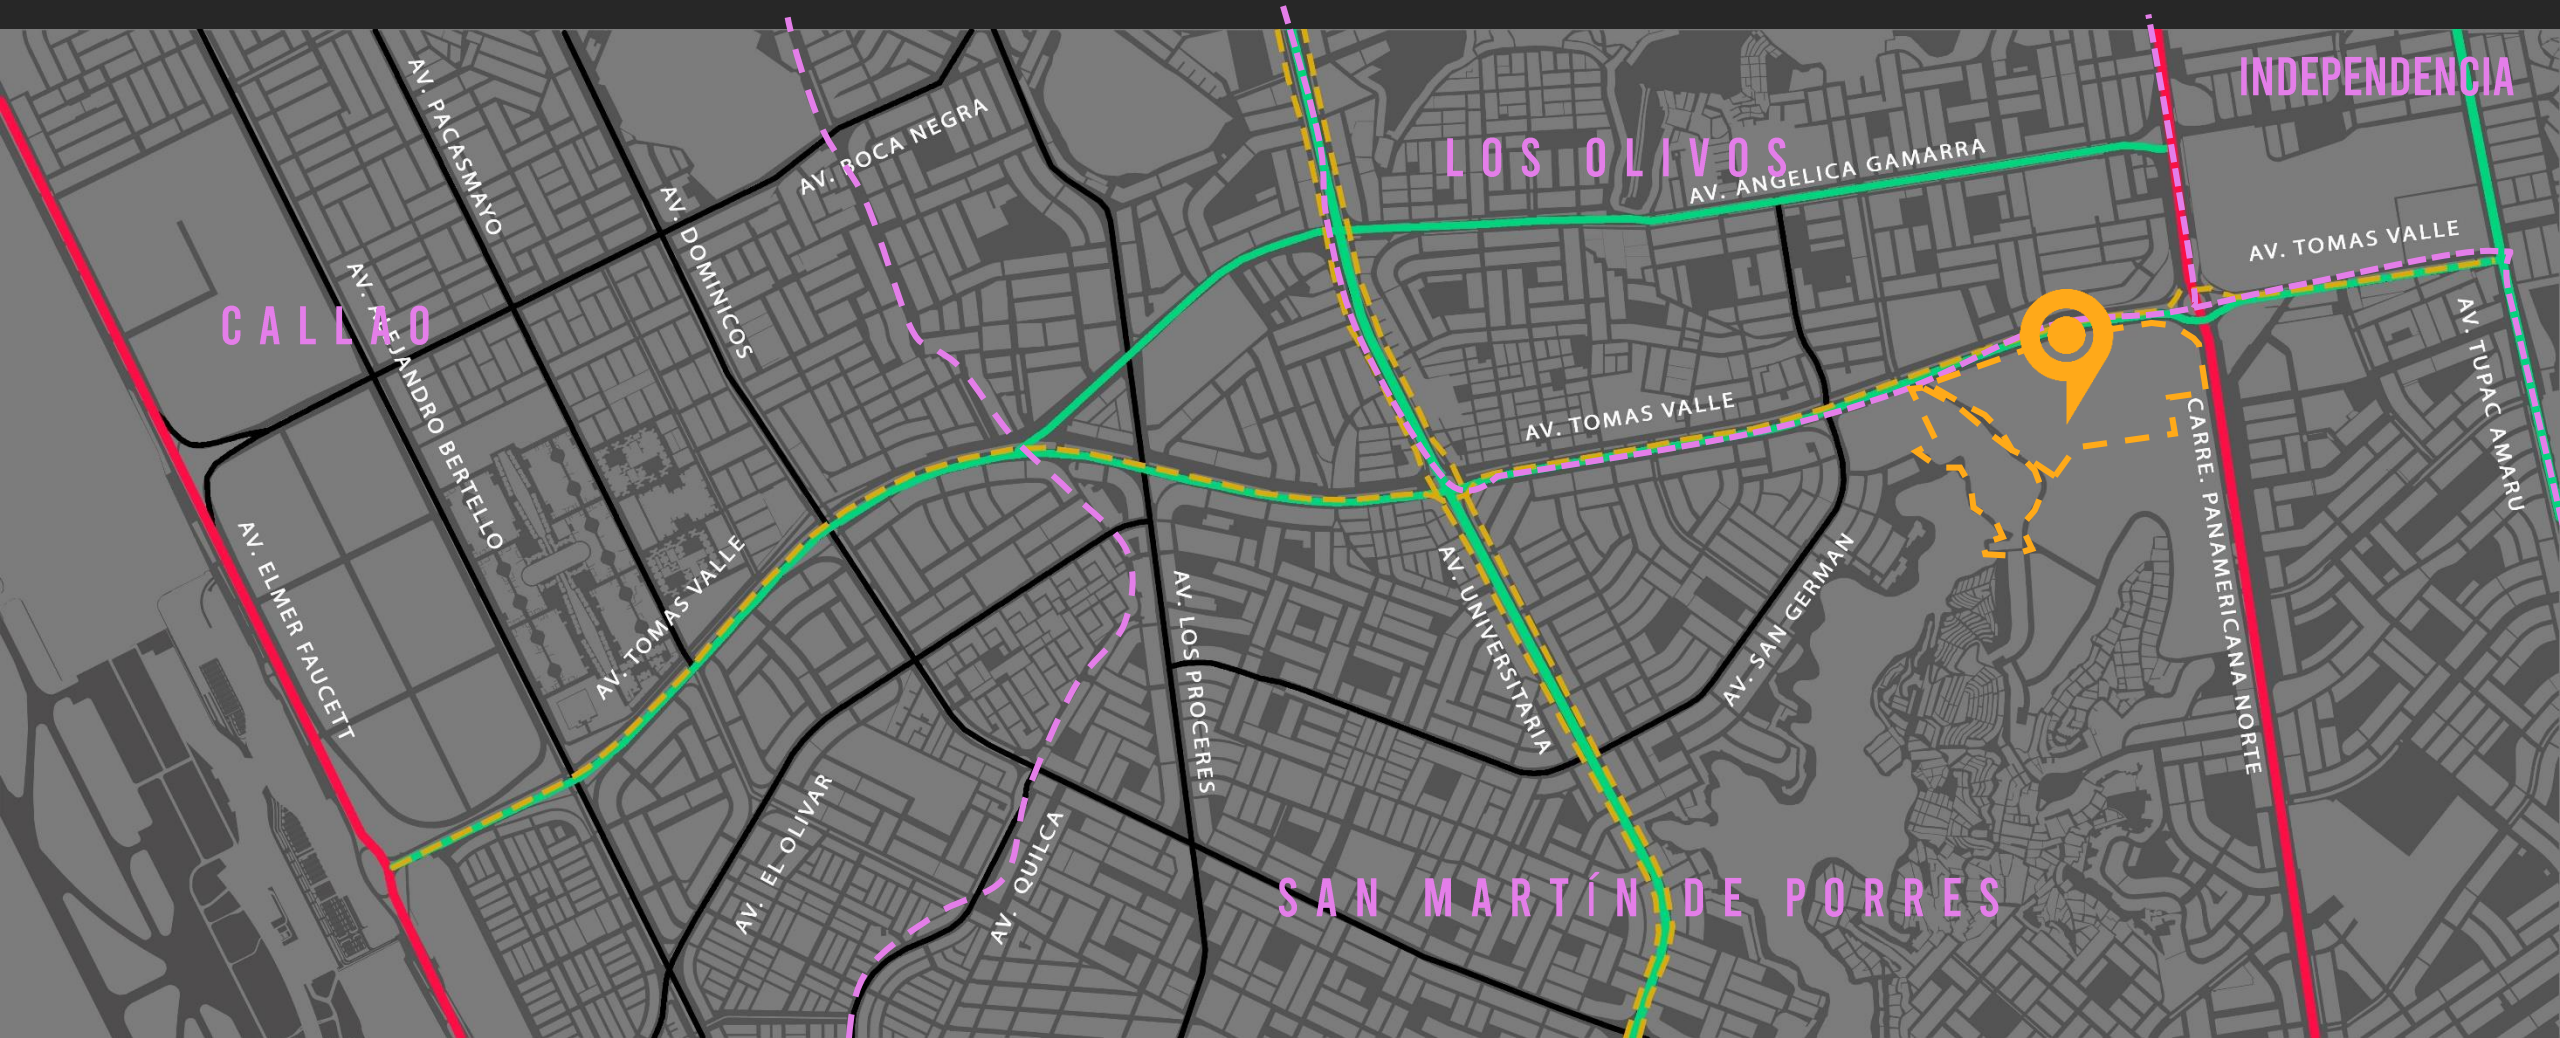 INDEPENDENCIA
AV. PACASMAYO
AV. BOCA NEGRA
LOS OLIVOS
AV. ANGELICA GAMARRA
AV. DOMINICOS
AV. TOMAS VALLE
CALLAO
AV. ALEJANDRO BERTELLO
AV. TUPAC AMARU
AV. TOMAS VALLE
CARRE. PANAMERICANA NORTE
AV. ELMER FAUCETT
AV. TOMAS VALLE
AV. LOS PROCERES
AV. UNIVERSITARIA
AV. SAN GERMAN
AV. EL OLIVAR
AV. QUILCA
SAN MARTÍN DE PORRES